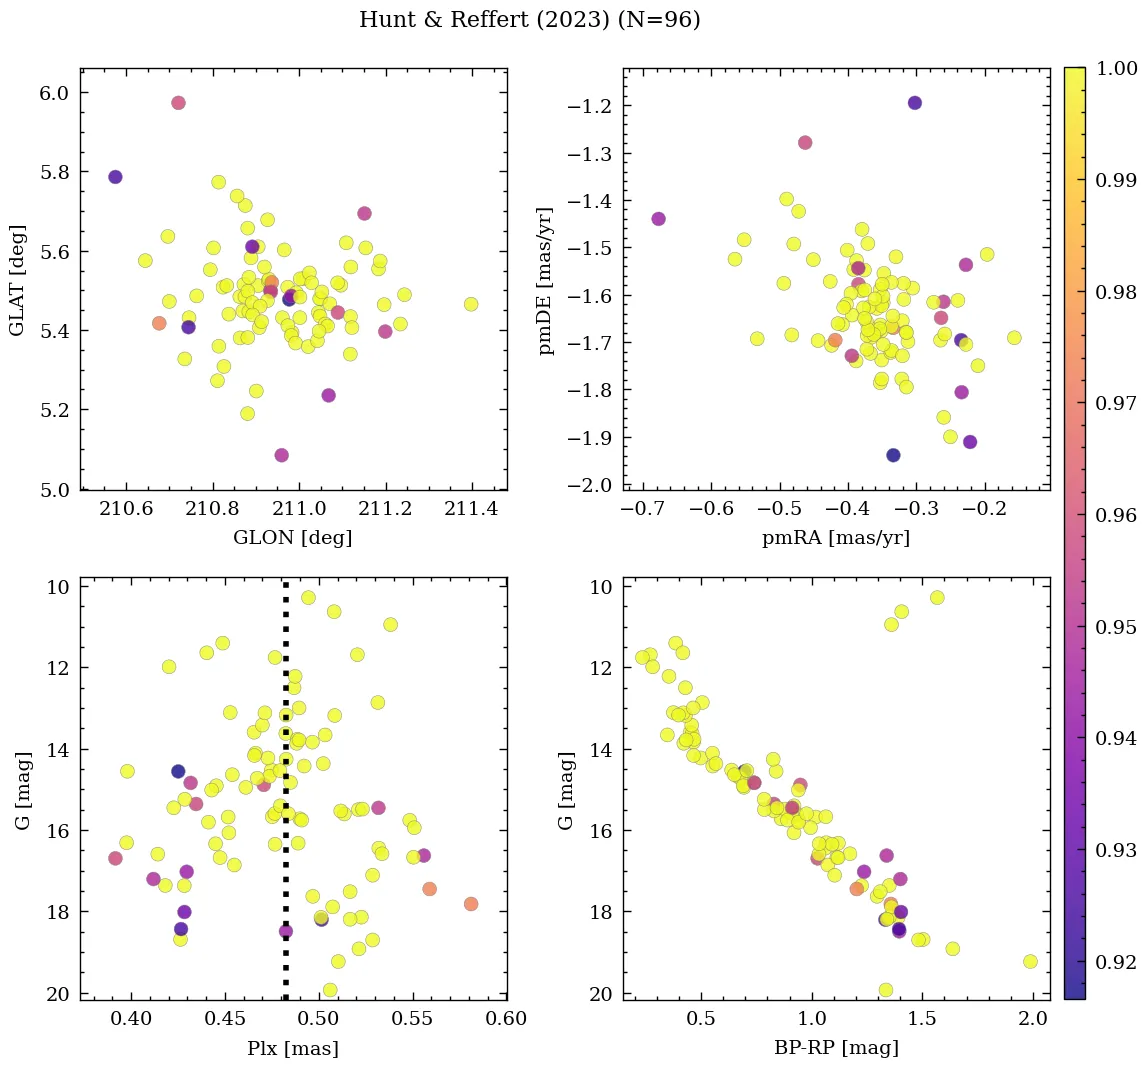 Hunt & Reffert (2023) (N=96)
6.0
5.8
5.6
5.4
5.2
5.0
GLAT [deg]
210.6 210.8 211.0 211.2 211.4
GLON [deg]
−1.2
−1.3
−1.4
−1.5
−1.6
−1.7
−1.8
−1.9
−2.0
pmDE [mas/yr]
−0.7 −0.6 −0.5 −0.4 −0.3 −0.2
pmRA [mas/yr]
10
12
14
16
18
20
G [mag]
0.40 0.45 0.50 0.55 0.60
Plx [mas]
10
12
14
16
18
20
G [mag]
0.5 1.0 1.5 2.0
BP-RP [mag]
1.00
0.99
0.98
0.97
0.96
0.95
0.94
0.93
0.92